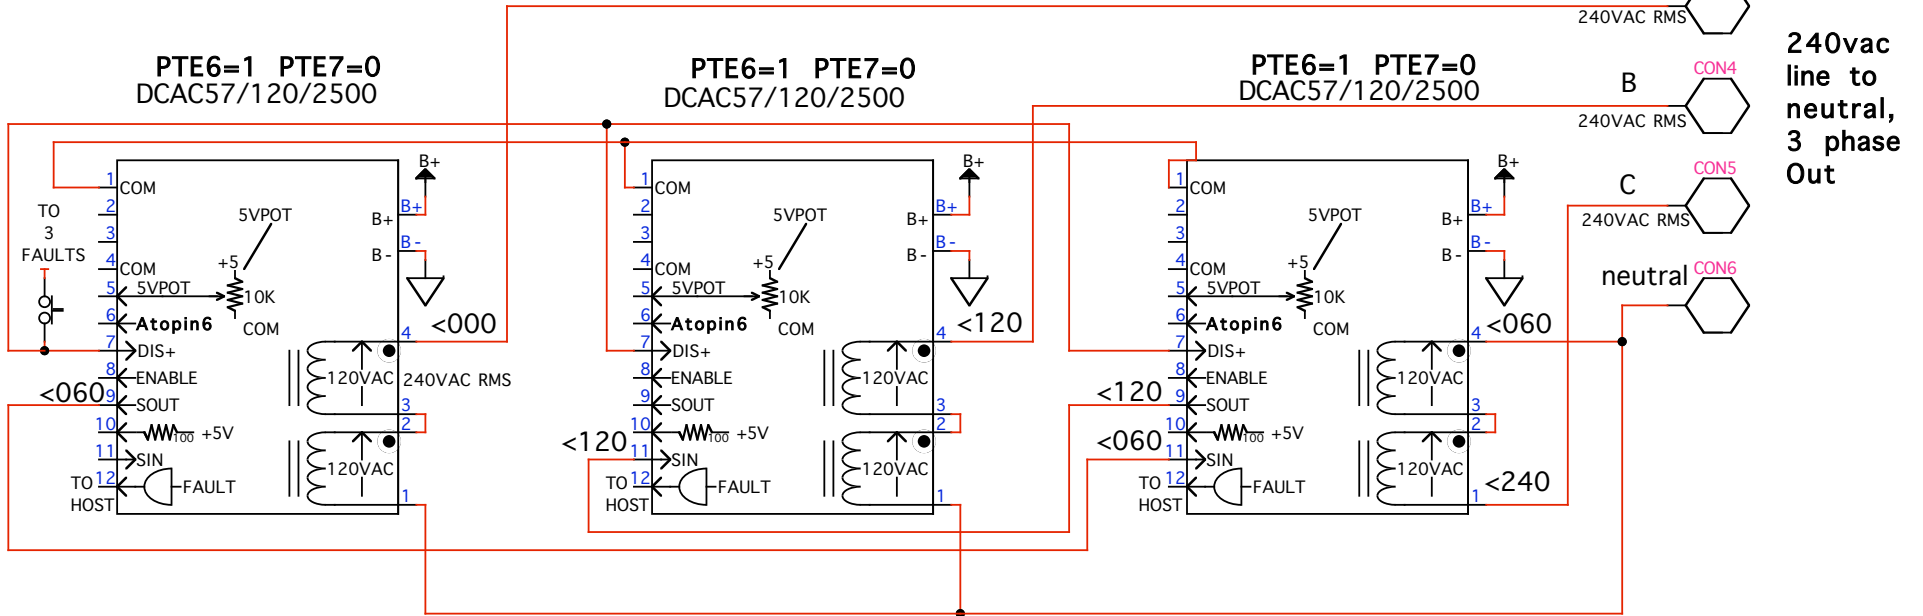 240VAC RMS
240vac
line to
neutral,
3 phase
Out
PTE6=1 PTE7=0
DCAC57/120/2500
PTE6=1 PTE7=0
DCAC57/120/2500
PTE6=1 PTE7=0
DCAC57/120/2500
B
CON4
240VAC RMS
C
CON5
240VAC RMS
neutral
CON6
TO
3
FAULTS
1 COM
2
3
4 COM
5 5VPOT
6 Atopin6
7 DIS+
8 ENABLE
<060 9 SOUT
10 100 +5V
11 SIN
TO 12 FAULT
HOST
5VPOT
+5
10K
COM
B+
B+ B+
B- B-
<000
4
120VAC
240VAC RMS
3
2
120VAC
1
1 COM
2
3
4 COM
5 5VPOT
6 Atopin6
7 DIS+
8 ENABLE
9 SOUT
10 100 +5V
<120 11 SIN
TO 12 FAULT
HOST
5VPOT
+5
10K
COM
B+
B+ B+
B- B-
<120
4
120VAC
3
2
120VAC
1
1 COM
2
3
4 COM
5 5VPOT
6 Atopin6
7 DIS+
8 ENABLE
<120 9 SOUT
10 100 +5V
<060 11 SIN
TO 12 FAULT
HOST
5VPOT
+5
10K
COM
B+
B+ B+
B- B-
<060
4
120VAC
3
2
120VAC
<240
1